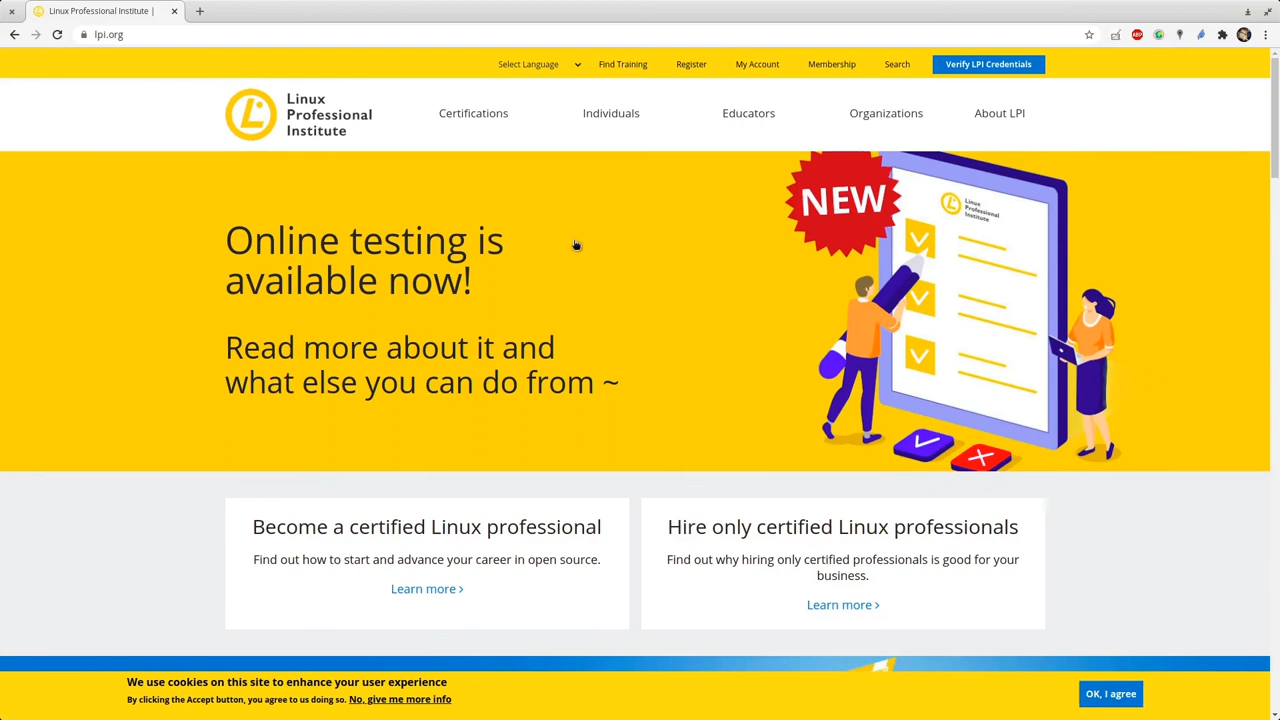 Linux Professional Institute |
lpi.org
Select Language
Find Training
Register
My Account
Membership
Search
Verify LPI Credentials
Linux
Professional
Institute
Certifications
Individuals
Educators
Organizations
About LPI
Online testing is
available now!
Read more about it and
what else you can do from ~
NEW
Linux
Professional
Institute
Become a certified Linux professional
Find out how to start and advance your career in open source.
Learn more ›
Hire only certified Linux professionals
Find out why hiring only certified professionals is good for your
business.
Learn more ›
We use cookies on this site to enhance your user experience
By clicking the Accept button, you agree to us doing so. No, give me more info
OK, I agree
ABP